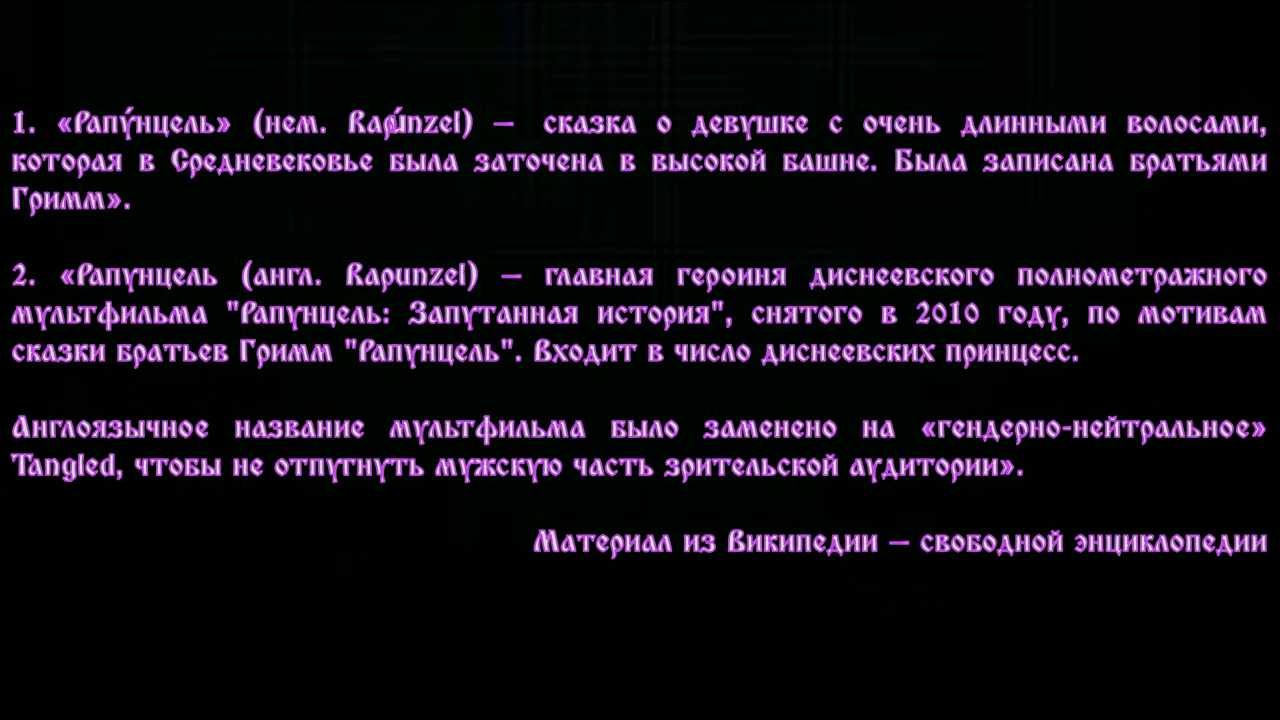 1. «Рапу́нцель» (нем. Rapúnzel) – сказка о девушке с очень длинными волосами,
которая в Средневековье была заточена в высокой башне. Была записана братьями
Гримм».
2. «Рапунцель (англ. Rapunzel) – главная героиня диснеевского полнометражного
мультфильма "Рапунцель: Запутанная история", снятого в 2010 году, по мотивам
сказки братьев Гримм "Рапунцель". Входит в число диснеевских принцесс.
Англоязычное название мультфильма было заменено на «гендерно-нейтральное»
Tangled, чтобы не отпугнуть мужскую часть зрительской аудитории».
Материал из Википедии – свободной энциклопедии